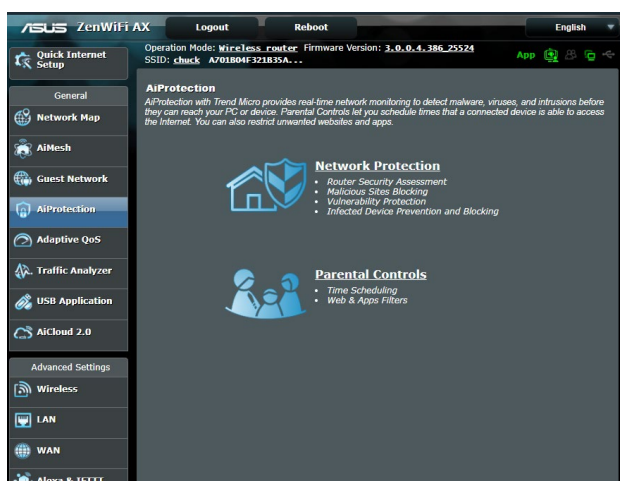 ASUS ZenWiFi AX Logout Reboot English
Quick Internet Setup
Operation Mode: Wireless router Firmware Version: 3.0.0.4.386_25524
SSID: chuck A701B04F321B35A...
App
General
Network Map
AiMesh
Guest Network
AiProtection
Adaptive QoS
Traffic Analyzer
USB Application
AiCloud 2.0
Advanced Settings
Wireless
LAN
WAN
Alexa & IFTTT
AiProtection
AiProtection with Trend Micro provides real-time network monitoring to detect malware, viruses, and intrusions before
they can reach your PC or device. Parental Controls let you schedule times that a connected device is able to access
the Internet. You can also restrict unwanted websites and apps.
Network Protection
• Router Security Assessment
• Malicious Sites Blocking
• Vulnerability Protection
• Infected Device Prevention and Blocking
Parental Controls
• Time Scheduling
• Web & Apps Filters